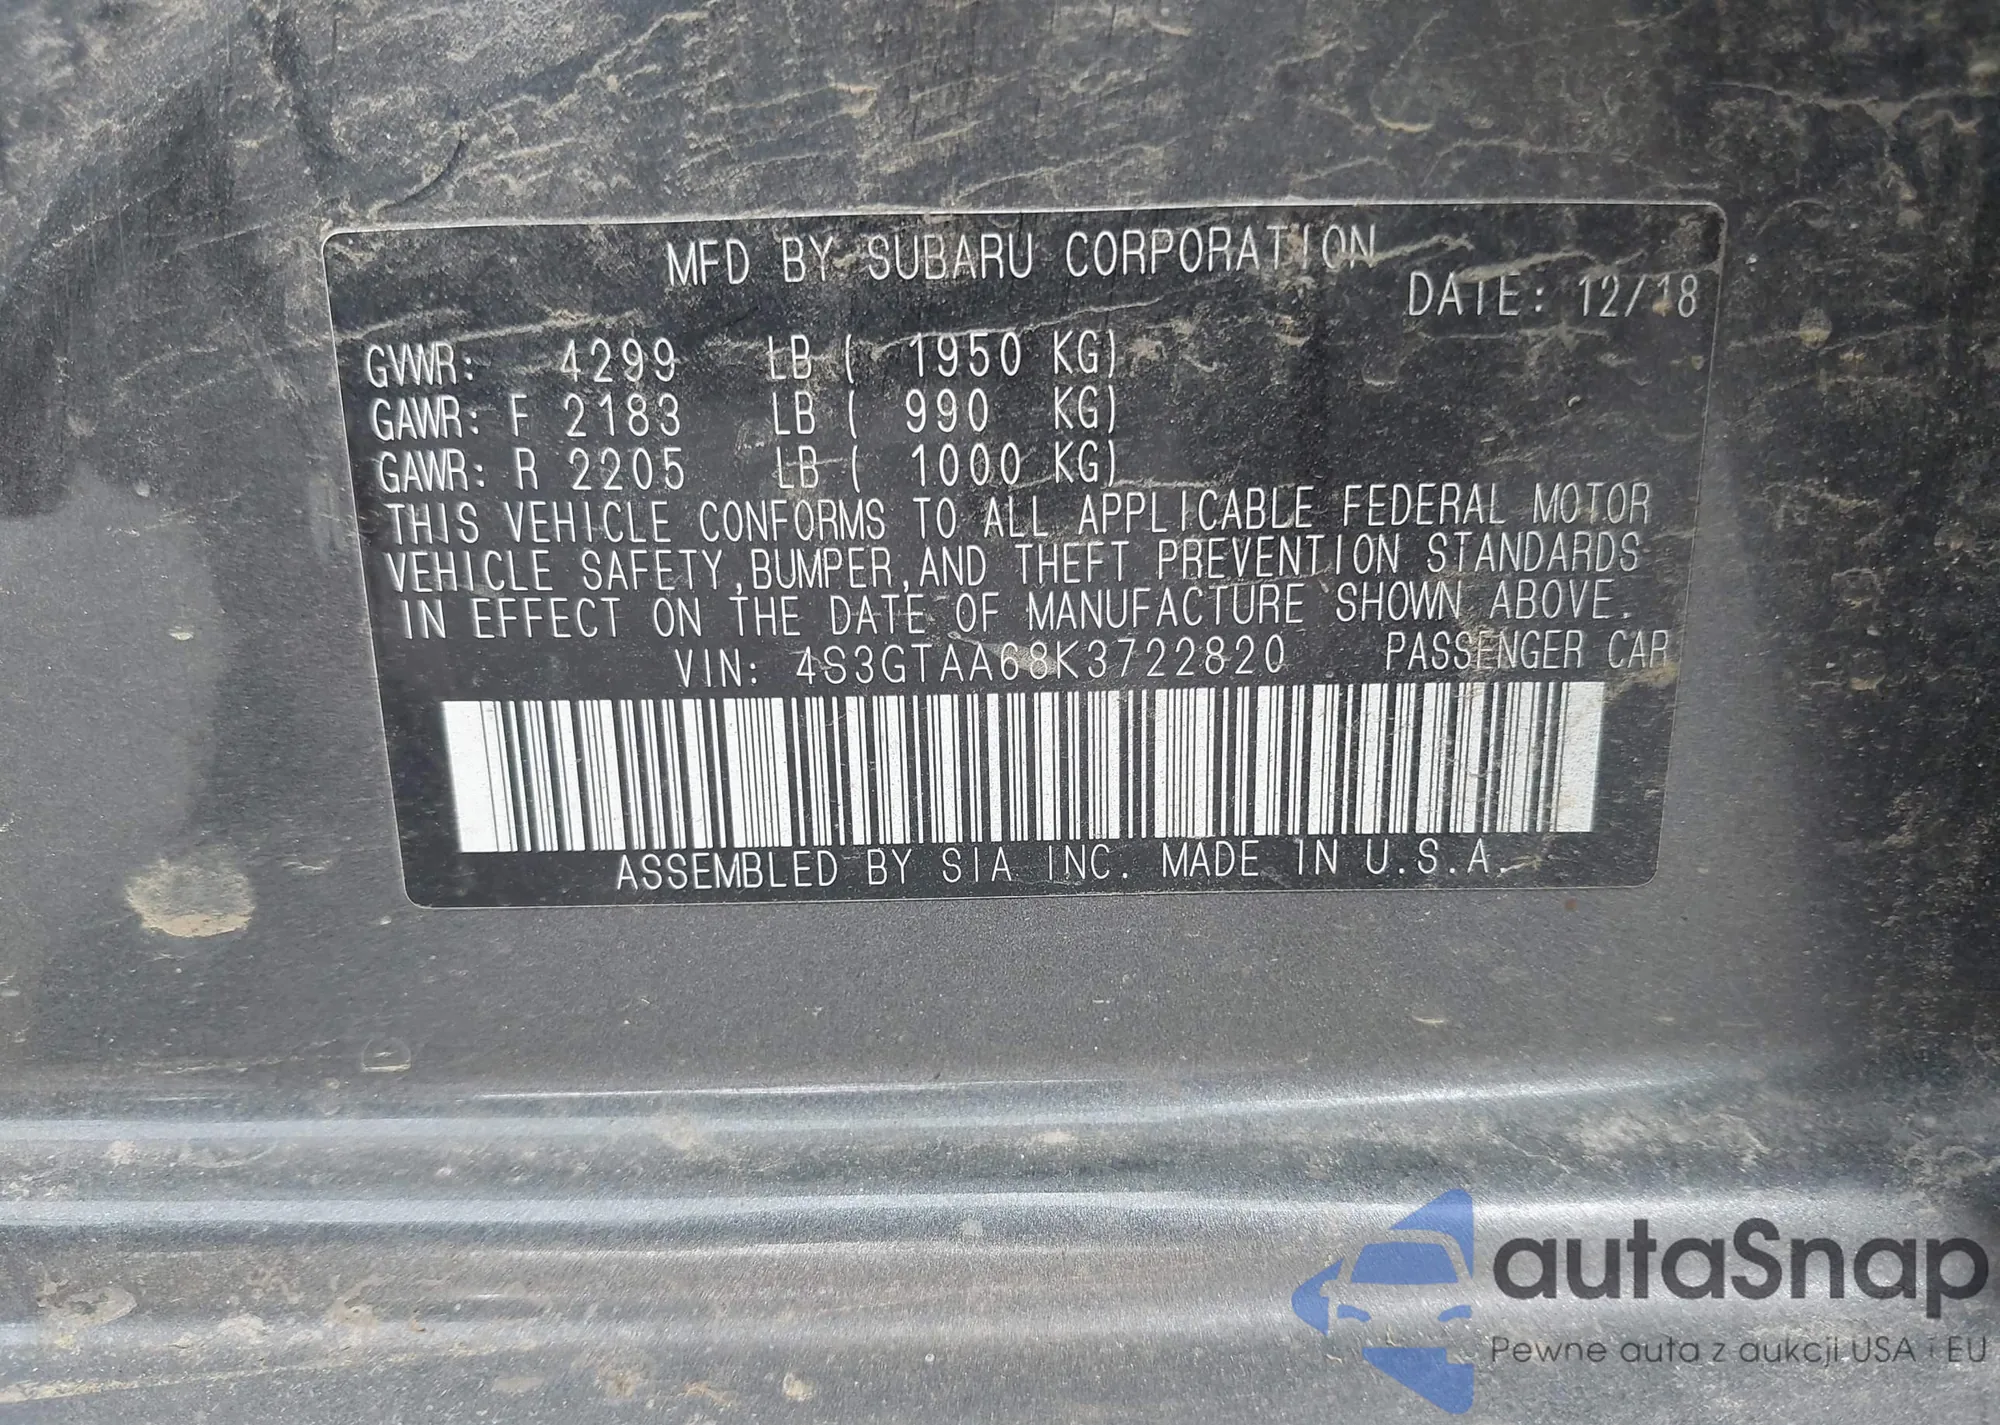 MFD BY SUBARU CORPORATION
DATE: 12/18
GVWR: 4299 LB ( 1950 KG)
GAWR: F 2183 LB ( 990 KG)
GAWR: R 2205 LB ( 1000 KG)
THIS VEHICLE CONFORMS TO ALL APPLICABLE FEDERAL MOTOR
VEHICLE SAFETY,BUMPER,AND THEFT PREVENTION STANDARDS
IN EFFECT ON THE DATE OF MANUFACTURE SHOWN ABOVE.
VIN: 4S3GTAA68K3722820 PASSENGER CAR
ASSEMBLED BY SIA INC. MADE IN U.S.A.
autaSnap
Pewne auta z aukcji USA i EU